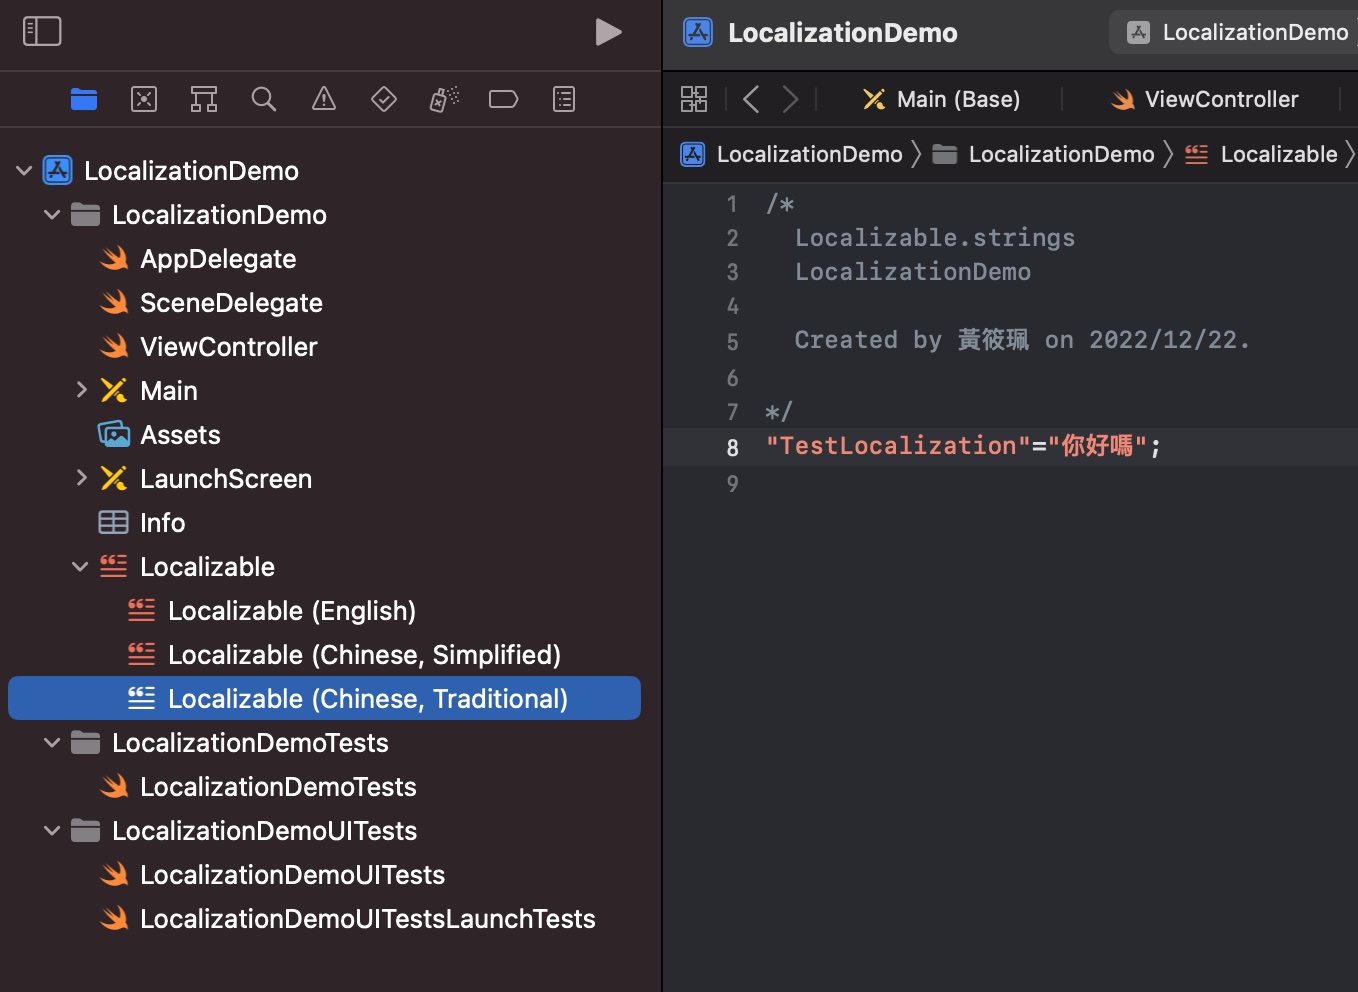 LocalizationDemo
LocalizationDemo
AppDelegate
SceneDelegate
ViewController
Main
Assets
LaunchScreen
Info
Localizable
Localizable (English)
Localizable (Chinese, Simplified)
Localizable (Chinese, Traditional)
LocalizationDemoTests
LocalizationDemoTests
LocalizationDemoUITests
LocalizationDemoUITests
LocalizationDemoUITestsLaunchTests
LocalizationDemo LocalizationDemo
Main (Base) ViewController
LocalizationDemo 〉 LocalizationDemo 〉 Localizable 〉
1 /*
2 Localizable.strings
3 LocalizationDemo
4
5 Created by 黃筱珮 on 2022/12/22.
6
7 */
8 "TestLocalization"="你好嗎";
9